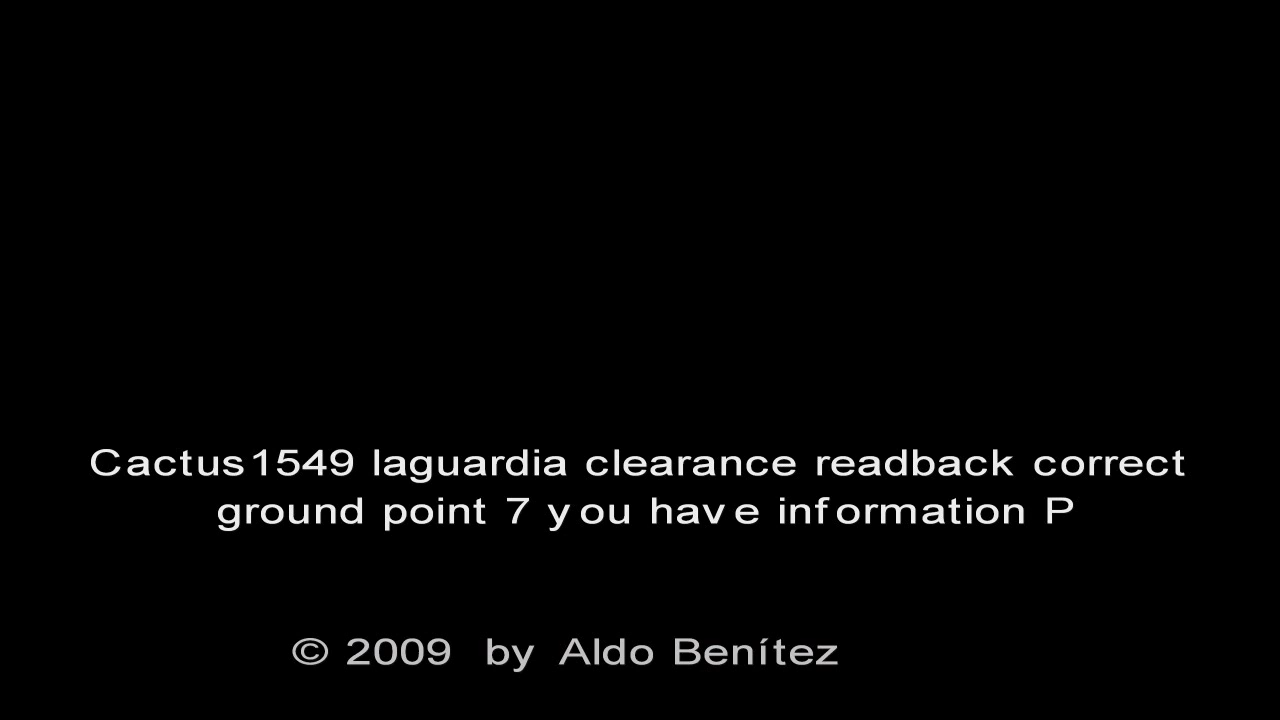 Cactus1549 laguardia clearance readback correct
ground point 7 you have information P
© 2009 by Aldo Benítez